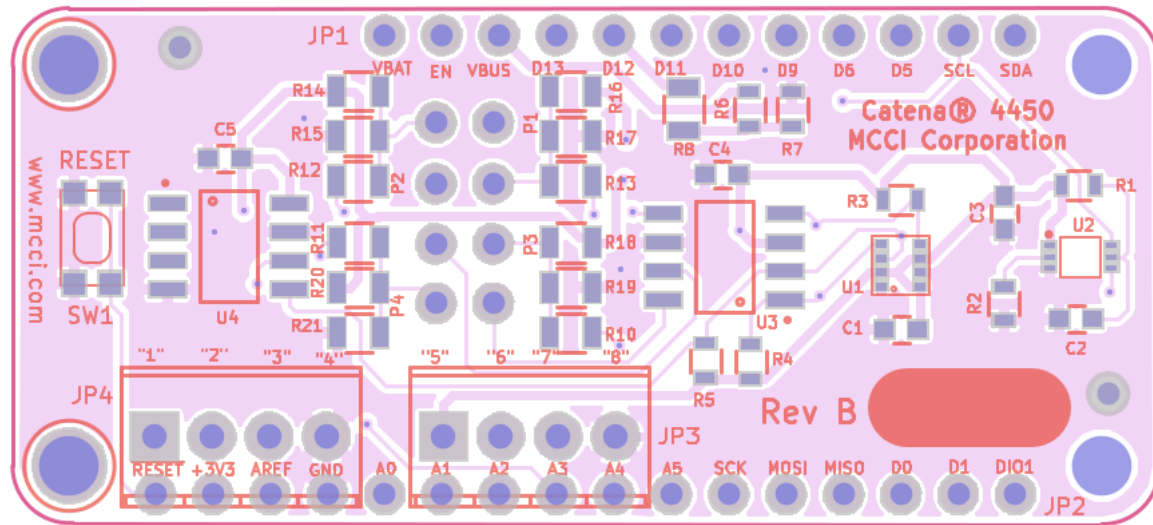 JP1
VBAT EN VBUS D13 D12 D11 D10 D9 D6 D5 SCL SDA
R14 R16 R6
P1
Catena® 4450
R15 R17 R8 R7
MCCI Corporation
C5 C4
RESET R12 P2 R13 R1
www.mcci.com
R3 C3
U2
R11 P3 R18
R20 R19 U1
P4 R2
SW1 U4 R21 R10 U3 C1
C2
"1" "2" "3" "4" "5" "6" "7" "8"
R4
R5
JP4
Rev B
JP3
RESET +3V3 AREF GND A0 A1 A2 A3 A4 A5 SCK MOSI MISO D0 D1 DIO1
JP2